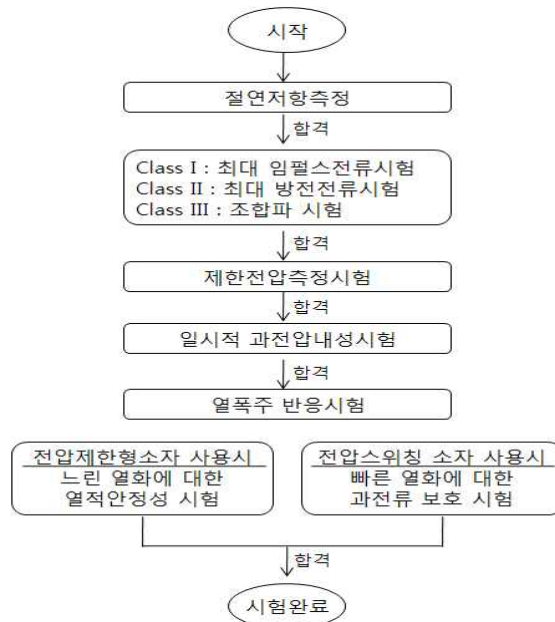 시작
절연저항측정
합격
Class I : 최대 임펄스전류시험
Class II : 최대 방전전류시험
Class III : 조합파 시험
합격
제한전압측정시험
합격
일시적 과전압내성시험
합격
열폭주 반응시험
전압제한형소자 사용시
느린 열화에 대한
열적안정성 시험
전압스위칭 소자 사용시
빠른 열화에 대한
과전류 보호 시험
합격
시험완료